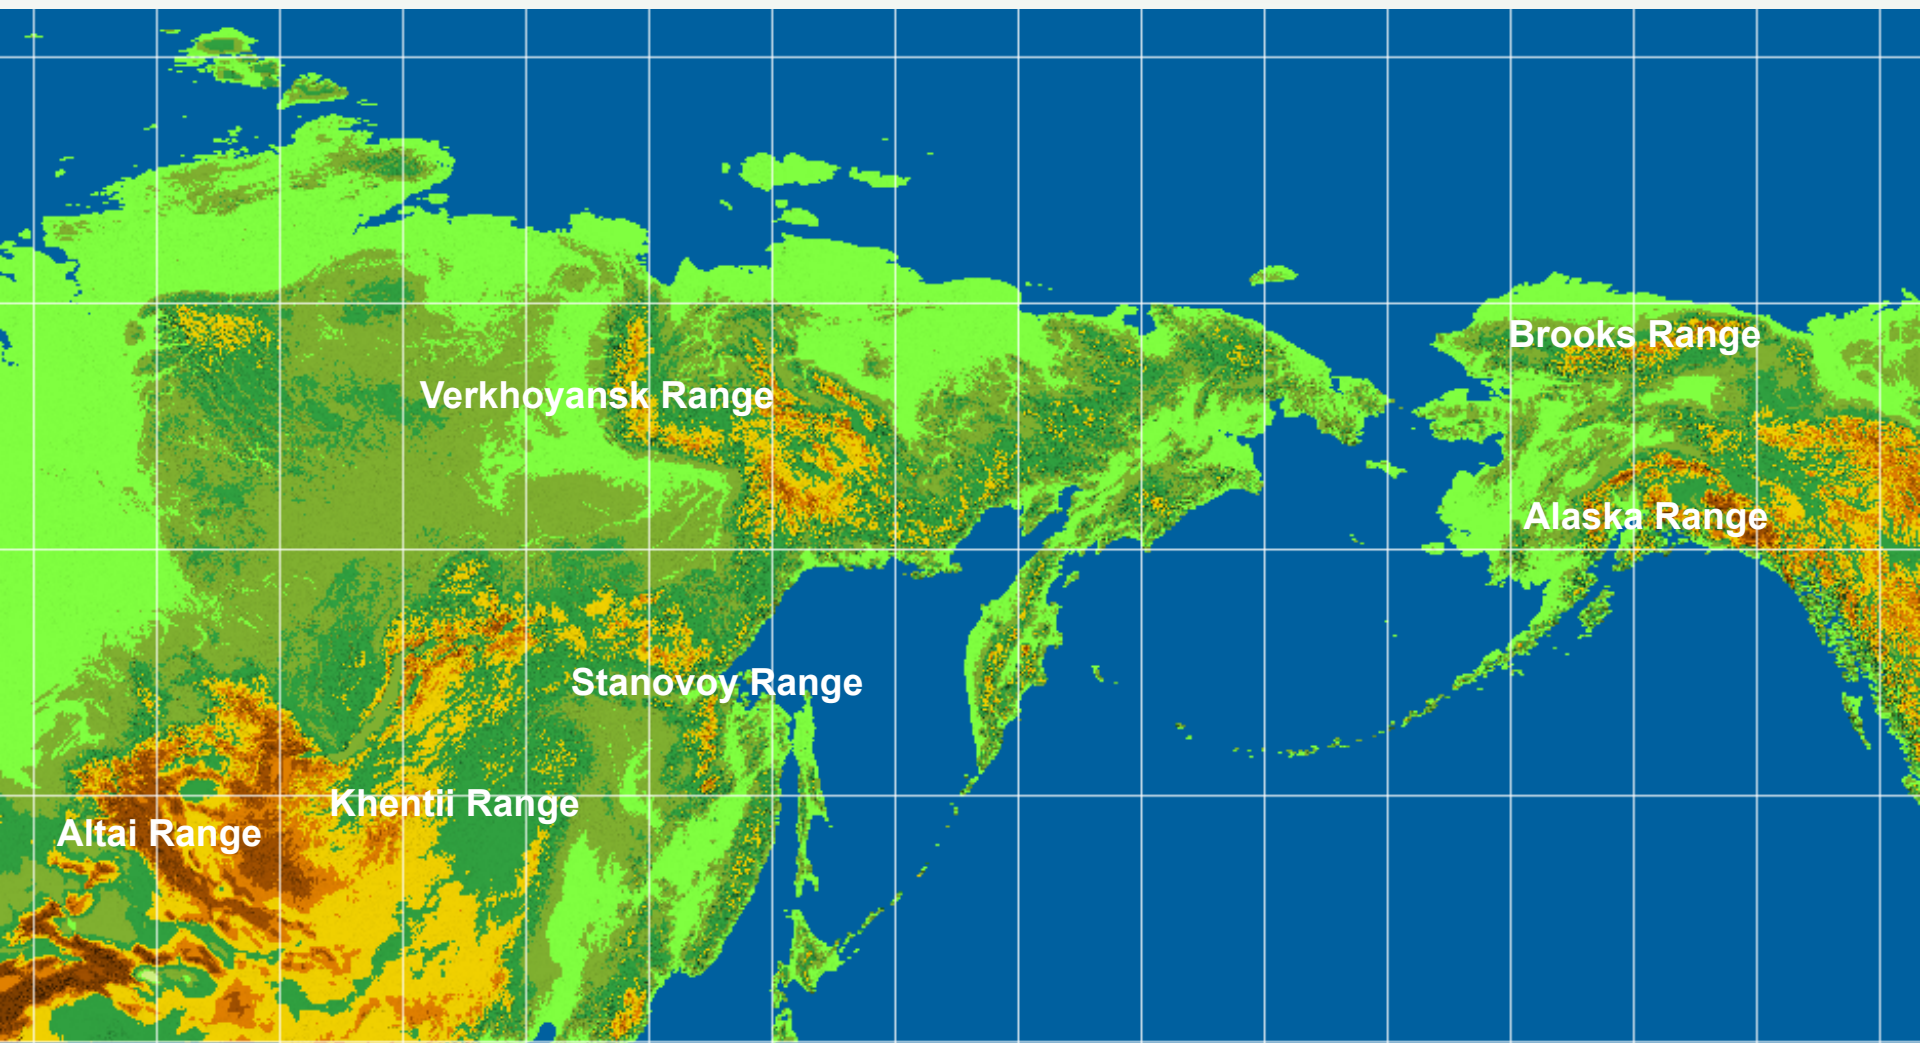 Brooks Range
Verkhoyansk Range
Alaska Range
Stanovoy Range
Khentii Range
Altai Range